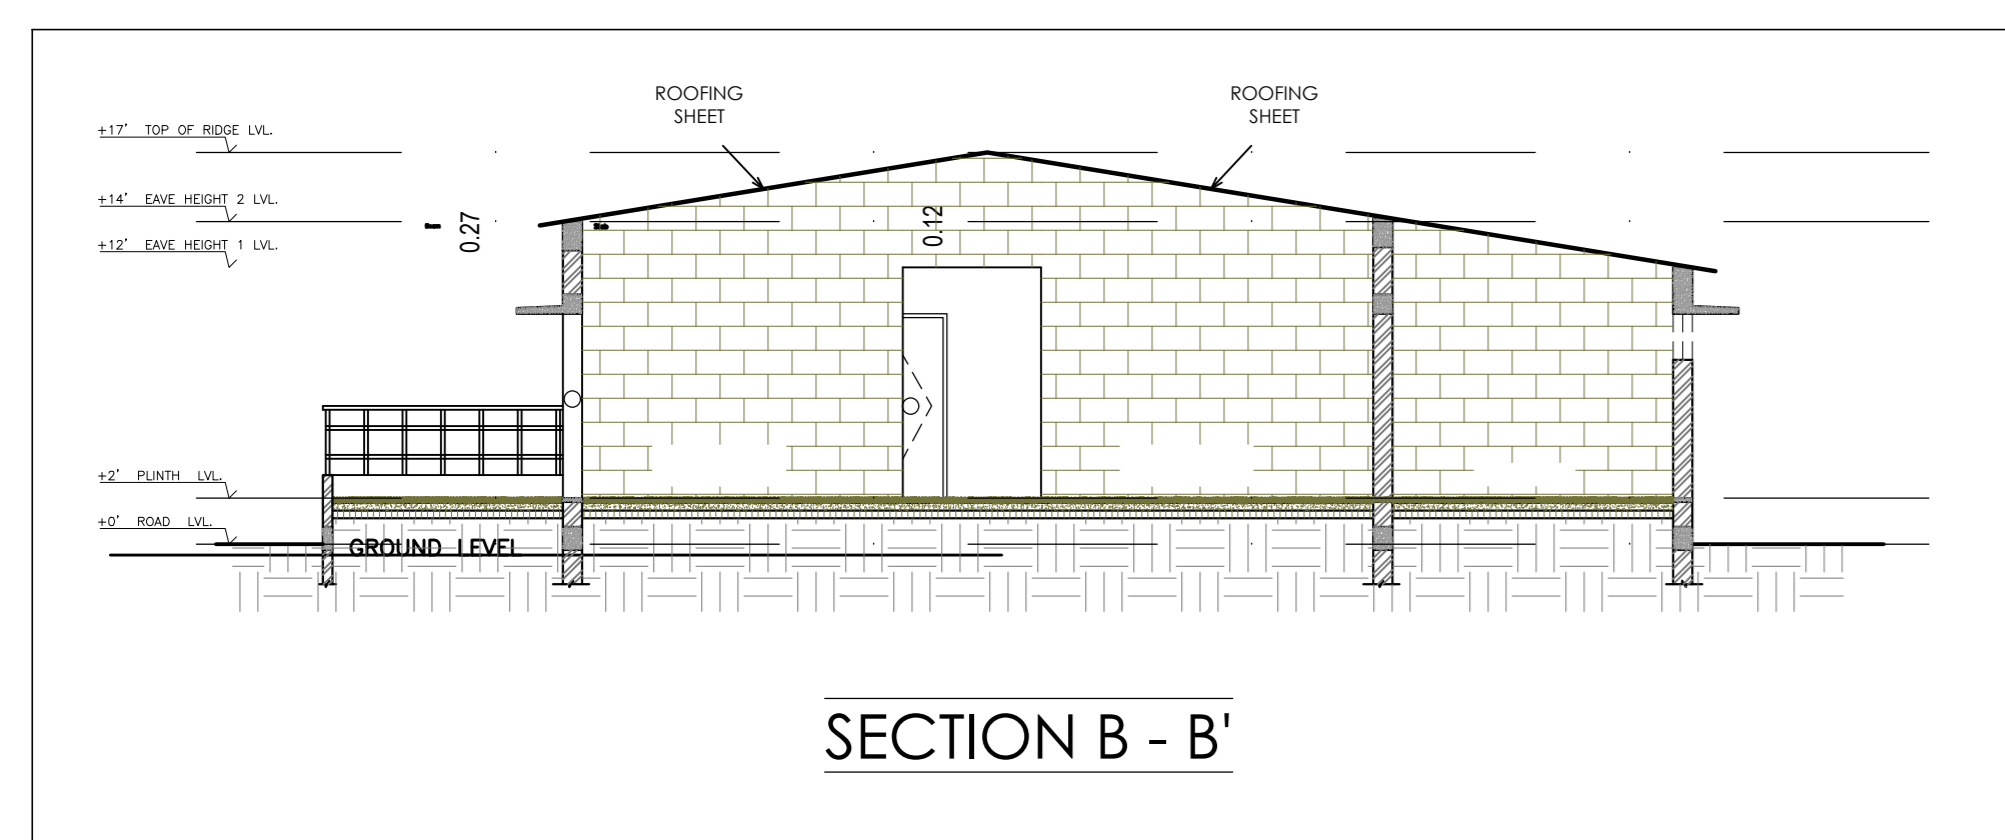 ROOFING
SHEET
ROOFING
SHEET
+17' TOP OF RIDGE LVL.
+14' EAVE HEIGHT 2 LVL.
0.27
0.12
+12' EAVE HEIGHT 1 LVL.
+2' PLINTH LVL.
+0' ROAD LVL.
GROUND LEVEL
SECTION B - B'